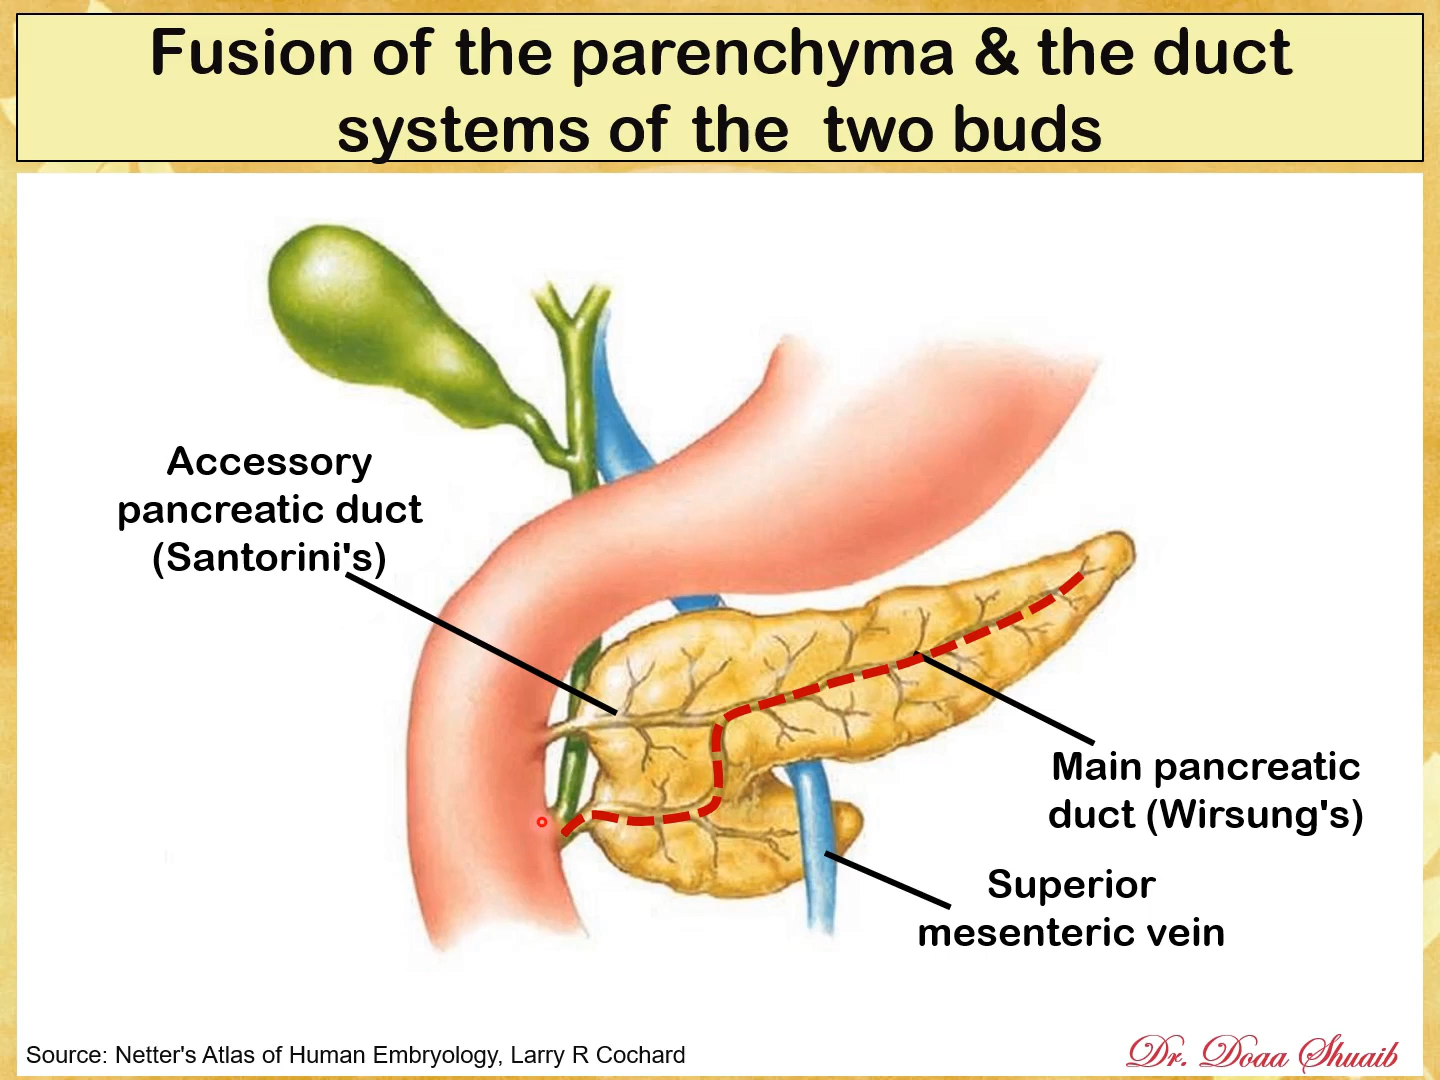 Fusion of the parenchyma & the duct
systems of the two buds
Accessory
pancreatic duct
(Santorini's)
Main pancreatic
duct (Wirsung's)
Superior
mesenteric vein
Source: Netter's Atlas of Human Embryology, Larry R Cochard
Dr. Doaa Shuaib